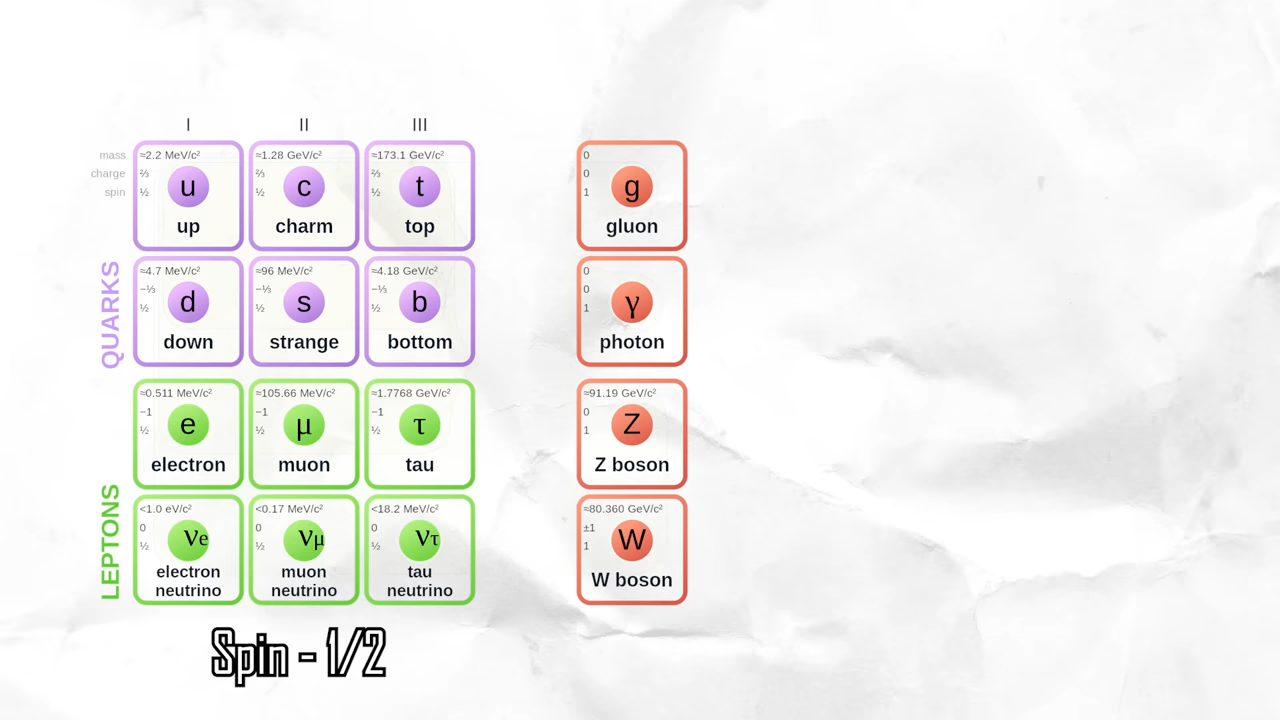 I II III
mass
charge
spin
≈2.2 MeV/c²
⅔
½
u
up
≈1.28 GeV/c²
⅔
½
c
charm
≈173.1 GeV/c²
⅔
½
t
top
0
0
1
g
gluon
QUARKS
≈4.7 MeV/c²
−⅓
½
d
down
≈96 MeV/c²
−⅓
½
s
strange
≈4.18 GeV/c²
−⅓
½
b
bottom
0
0
1
γ
photon
LEPTONS
≈0.511 MeV/c²
−1
½
e
electron
≈105.66 MeV/c²
−1
½
μ
muon
≈1.7768 GeV/c²
−1
½
τ
tau
≈91.19 GeV/c²
0
1
Z
Z boson
<1.0 eV/c²
0
½
νe
electron
neutrino
<0.17 MeV/c²
0
½
νμ
muon
neutrino
<18.2 MeV/c²
0
½
ντ
tau
neutrino
≈80.360 GeV/c²
±1
1
W
W boson
Spin - 1/2